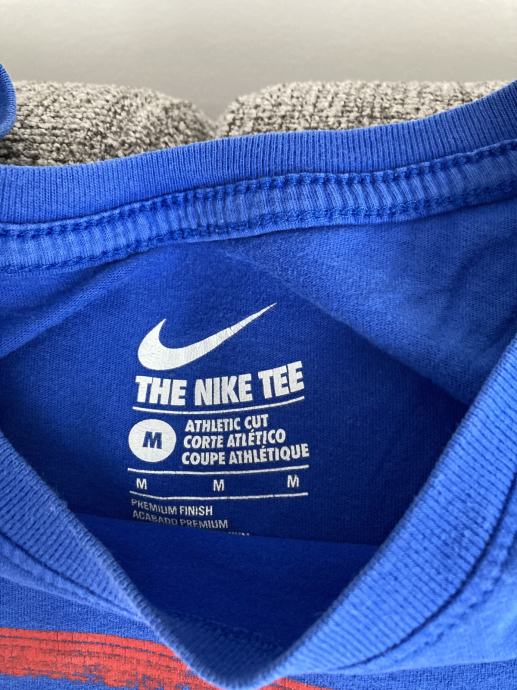 THE NIKE TEE
M
ATHLETIC CUT
CORTE ATLÉTICO
COUPE ATHLÉTIQUE
M M M
PREMIUM FINISH
ACABADO PREMIUM